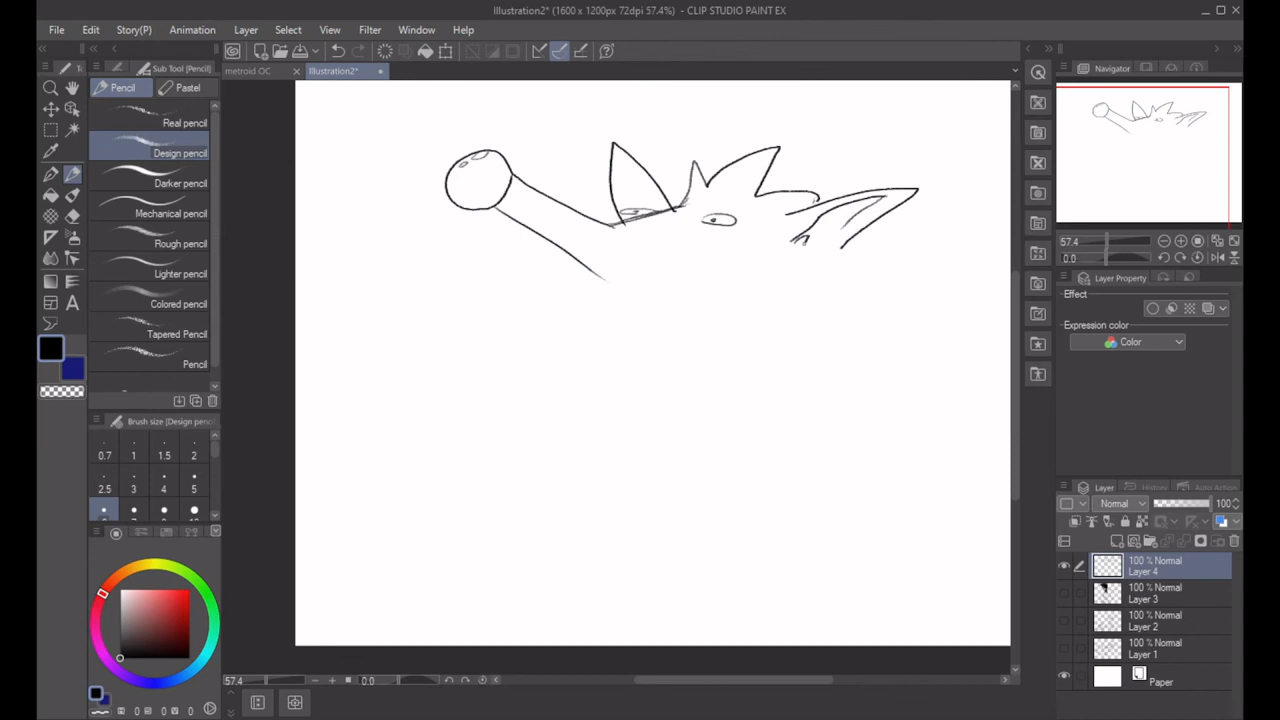 Illustration2* (1600 x 1200px 72dpi 57.4%) - CLIP STUDIO PAINT EX
File Edit View Story(P) Animation Layer Select View Filter Window Help
metroid OC Illustration2*
Sub Tool [Pencil]
Pencil Pastel
Real pencil
Design pencil
Darker pencil
Mechanical pencil
Rough pencil
Lighter pencil
Colored pencil
Tapered Pencil
Pencil
Brush size [Design pencil
0.7 1 1.5 2
2.5 3 4 5
57.4 0.0
Navigator
57.4
0.0
Layer Property
Effect
Expression color
Color
Layer History Auto Action
Normal 100
100 % Normal
Layer 4
100 % Normal
Layer 3
100 % Normal
Layer 2
100 % Normal
Layer 1
Paper